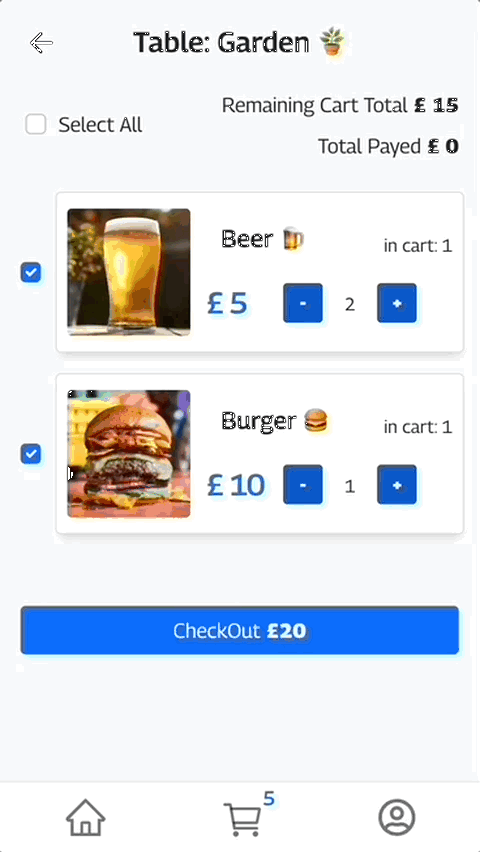 Table: Garden 🪴
Select All
Remaining Cart Total £ 15
Total Payed £ 0
Beer 🍺
in cart: 1
£ 5
-
2
+
Burger 🍔
in cart: 1
£ 10
-
1
+
CheckOut £20
5